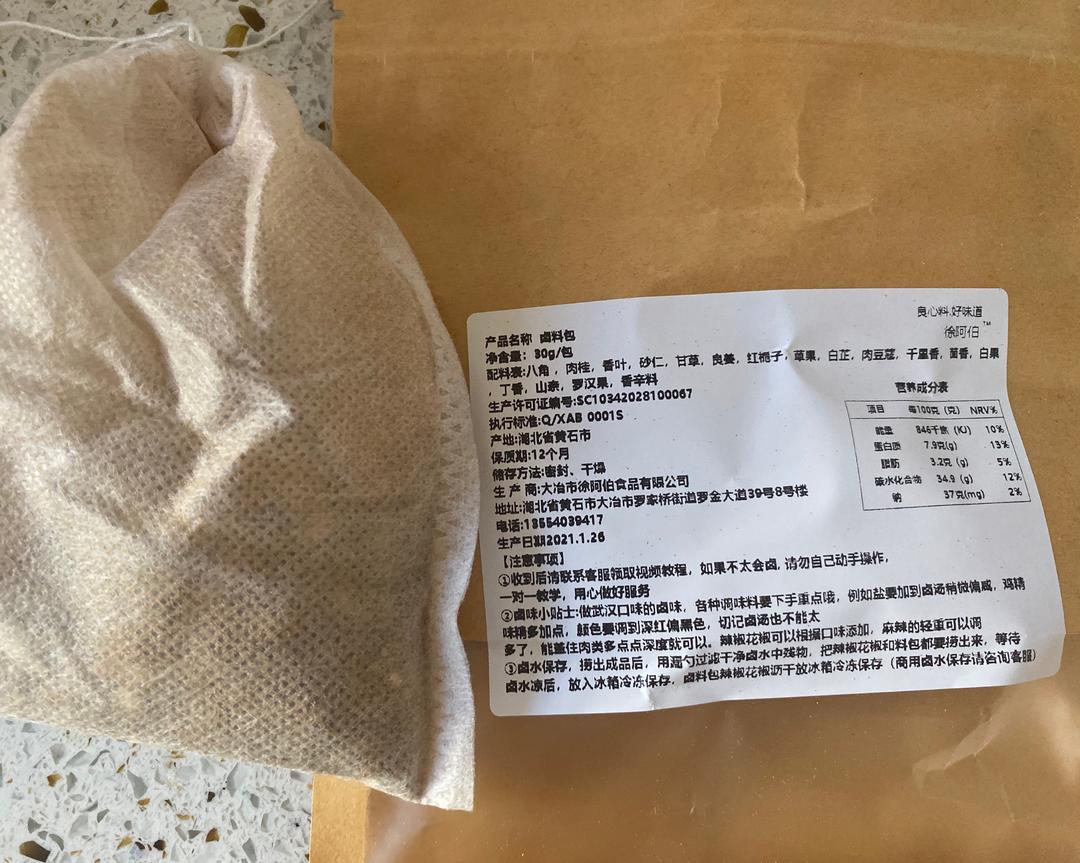 良心料.好味道
徐阿伯™
产品名称 卤料包
净含量：80g/包
配料表:八角，肉桂，香叶，砂仁，甘草，良姜，红栀子，草果，白芷，肉豆蔻，千里香，茴香，白果
，丁香，山柰，罗汉果，香辛料
生产许可证编号:SC10342028100067
执行标准:Q/XAB 0001S
产地:湖北省黄石市
保质期:12个月
储存方法:密封、干燥
生 产 商:大冶市徐阿伯食品有限公司
地址:湖北省黄石市大冶市罗家桥街道罗金大道39号8号楼
电话:13554039417
生产日期2021.1.26
营养成分表
项目 每100克（克） NRV%
能量 846千焦（KJ） 10%
蛋白质 7.9克(g) 13%
脂肪 3.2克（g） 5%
碳水化合物 34.9（g） 12%
钠 37克(mg) 2%
【注意事项】
①收到后请联系客服领取视频教程，如果不太会卤，请勿自己动手操作，
一对一教学，用心做好服务
②卤味小贴士:做武汉口味的卤味，各种调味料要下手重点哦，例如盐要加到卤汤稍微偏咸，鸡精
味精多加点，颜色要调到深红偏黑色，切记卤汤也不能太
多了，能盖住肉类多点点深度就可以。辣椒花椒可以根据口味添加，麻辣的轻重可以调
③卤水保存，捞出成品后，用漏勺过滤干净卤水中残物，把辣椒花椒和料包都要捞出来，等待
卤水凉后，放入冰箱冷冻保存，卤料包辣椒花椒沥干放冰箱冷冻保存（商用卤水保存请咨询客服）